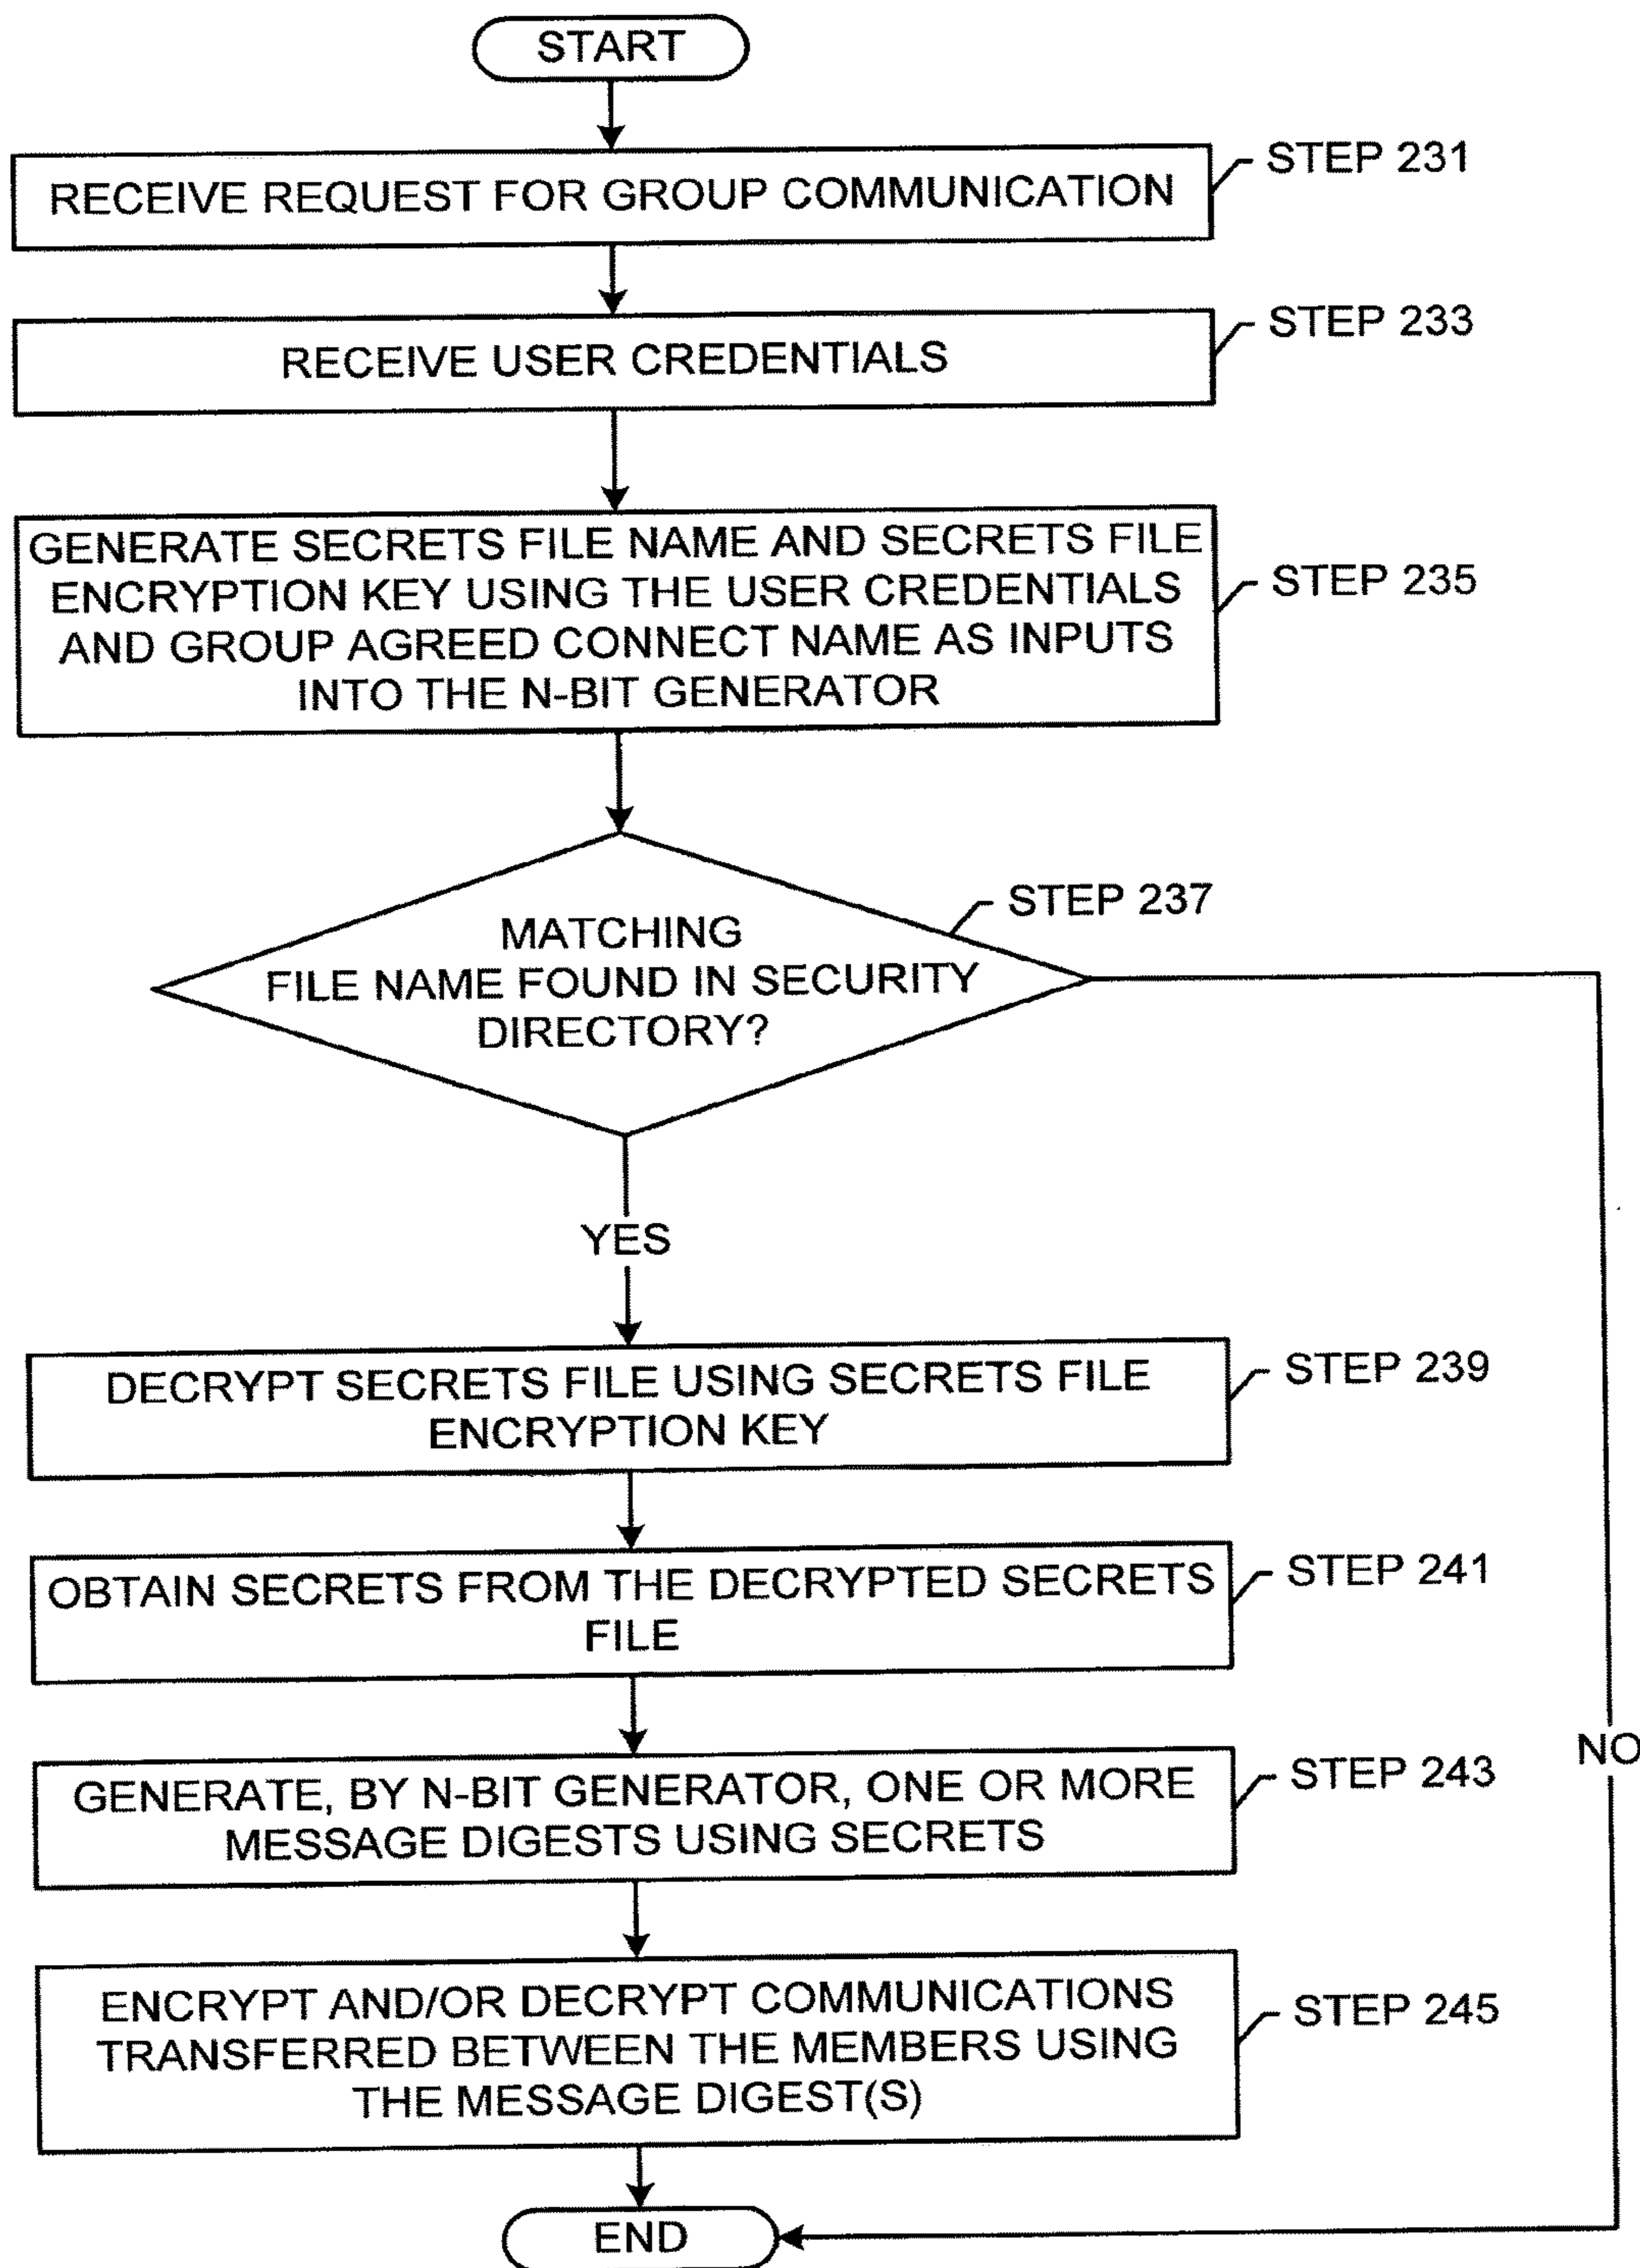 START
RECEIVE REQUEST FOR GROUP COMMUNICATION
STEP 231
RECEIVE USER CREDENTIALS
STEP 233
GENERATE SECRETS FILE NAME AND SECRETS FILE
ENCRYPTION KEY USING THE USER CREDENTIALS
AND GROUP AGREED CONNECT NAME AS INPUTS
INTO THE N-BIT GENERATOR
STEP 235
STEP 237
MATCHING
FILE NAME FOUND IN SECURITY
DIRECTORY?
YES
DECRYPT SECRETS FILE USING SECRETS FILE
ENCRYPTION KEY
STEP 239
OBTAIN SECRETS FROM THE DECRYPTED SECRETS
FILE
STEP 241
NO
GENERATE, BY N-BIT GENERATOR, ONE OR MORE
MESSAGE DIGESTS USING SECRETS
STEP 243
ENCRYPT AND/OR DECRYPT COMMUNICATIONS
TRANSFERRED BETWEEN THE MEMBERS USING
THE MESSAGE DIGEST(S)
STEP 245
END